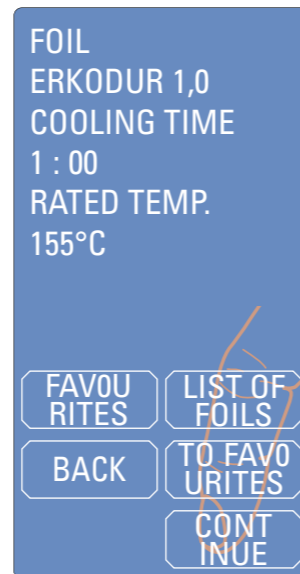 FOIL
ERKODUR 1,0
COOLING TIME
1 : 00
RATED TEMP.
155°C
FAV0U
RITES
LIST OF
FOILS
BACK
TO FAV0
URITES
CONT
INUE